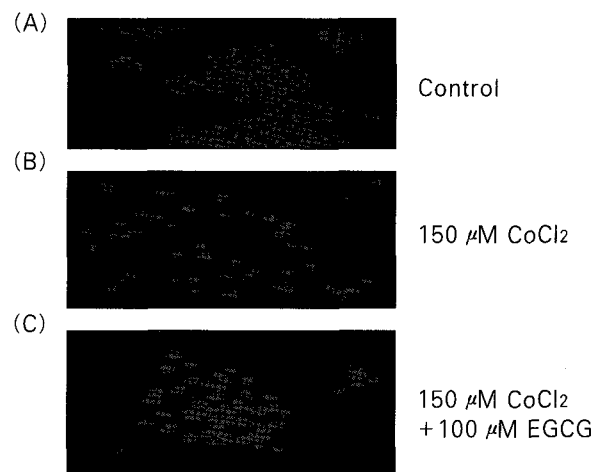 (A)
Control
(B)
150 μM CoCl2
(C)
150 μM CoCl2
+100 μM EGCG